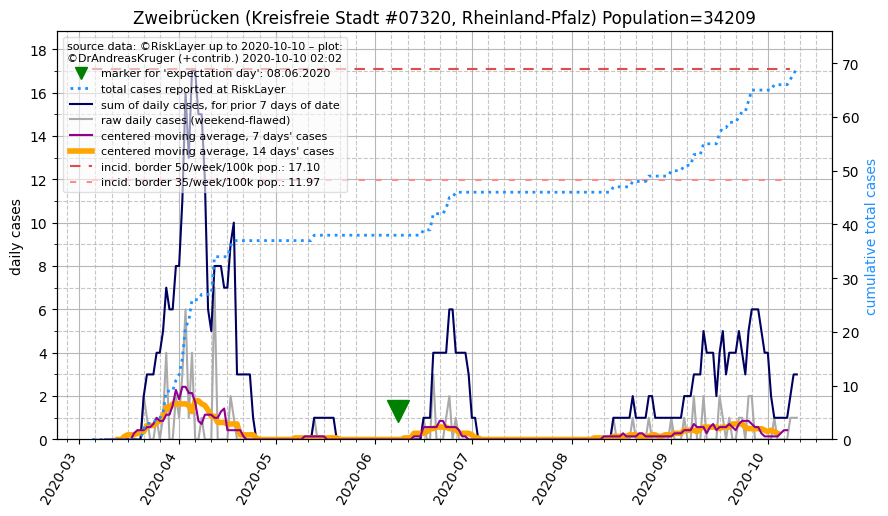 Zweibrücken (Kreisfreie Stadt #07320, Rheinland-Pfalz) Population=34209
source data: ©RiskLayer up to 2020-10-10 – plot:
©DrAndreasKruger (+contrib.) 2020-10-10 02:02
marker for 'expectation day': 08.06.2020
total cases reported at RiskLayer
sum of daily cases, for prior 7 days of date
raw daily cases (weekend-flawed)
centered moving average, 7 days' cases
centered moving average, 14 days' cases
incid. border 50/week/100k pop.: 17.10
incid. border 35/week/100k pop.: 11.97
daily cases
18
16
14
12
10
8
6
4
2
0
70
60
50
40
30
20
10
0
cumulative total cases
2020-03
2020-04
2020-05
2020-06
2020-07
2020-08
2020-09
2020-10